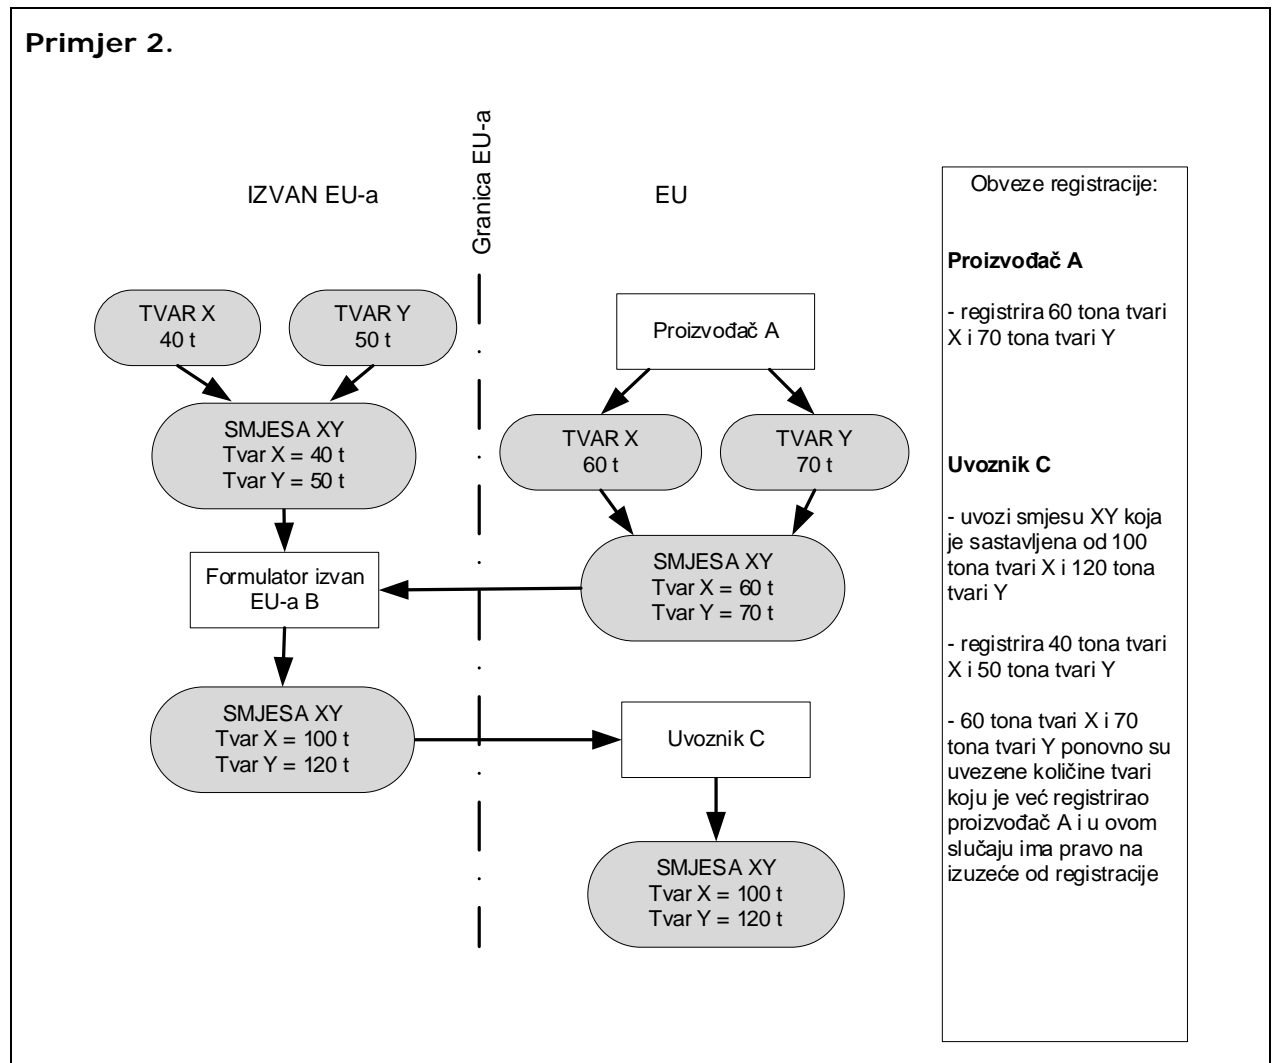 Primjer 2.
Granica EU-a
IZVAN EU-a
EU
TVAR X
40 t
TVAR Y
50 t
SMJESA XY
Tvar X = 40 t
Tvar Y = 50 t
Formulator izvan
EU-a B
SMJESA XY
Tvar X = 100 t
Tvar Y = 120 t
Proizvođač A
TVAR X
60 t
TVAR Y
70 t
SMJESA XY
Tvar X = 60 t
Tvar Y = 70 t
Uvoznik C
SMJESA XY
Tvar X = 100 t
Tvar Y = 120 t
Obveze registracije:
Proizvođač A
- registrira 60 tona tvari
X i 70 tona tvari Y
Uvoznik C
- uvozi smjesu XY koja
je sastavljena od 100
tona tvari X i 120 tona
tvari Y
- registrira 40 tona tvari
X i 50 tona tvari Y
- 60 tona tvari X i 70
tona tvari Y ponovno su
uvezene količine tvari
koju je već registrirao
proizvođač A i u ovom
slučaju ima pravo na
izuzeće od registracije